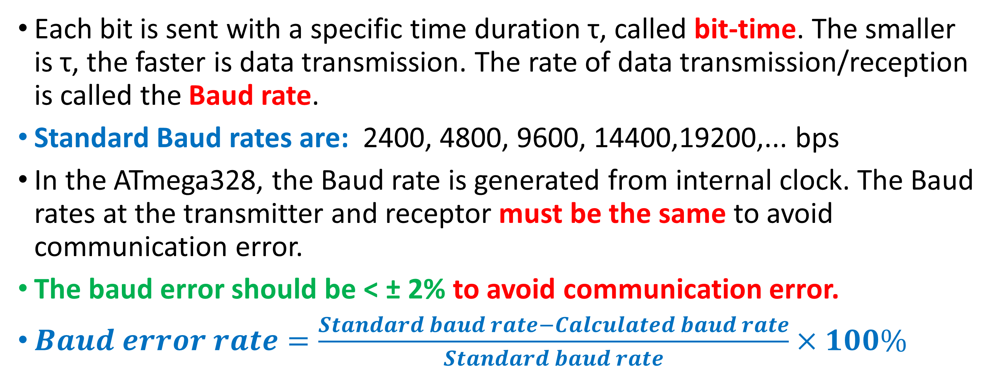 • Each bit is sent with a specific time duration τ, called bit-time. The smaller
is τ, the faster is data transmission. The rate of data transmission/reception
is called the Baud rate.
• Standard Baud rates are:  2400, 4800, 9600, 14400,19200,... bps
• In the ATmega328, the Baud rate is generated from internal clock. The Baud
rates at the transmitter and receptor must be the same to avoid
communication error.
• The baud error should be < ± 2% to avoid communication error.
• Baud error rate = (Standard baud rate−Calculated baud rate)/(Standard baud rate) × 100%